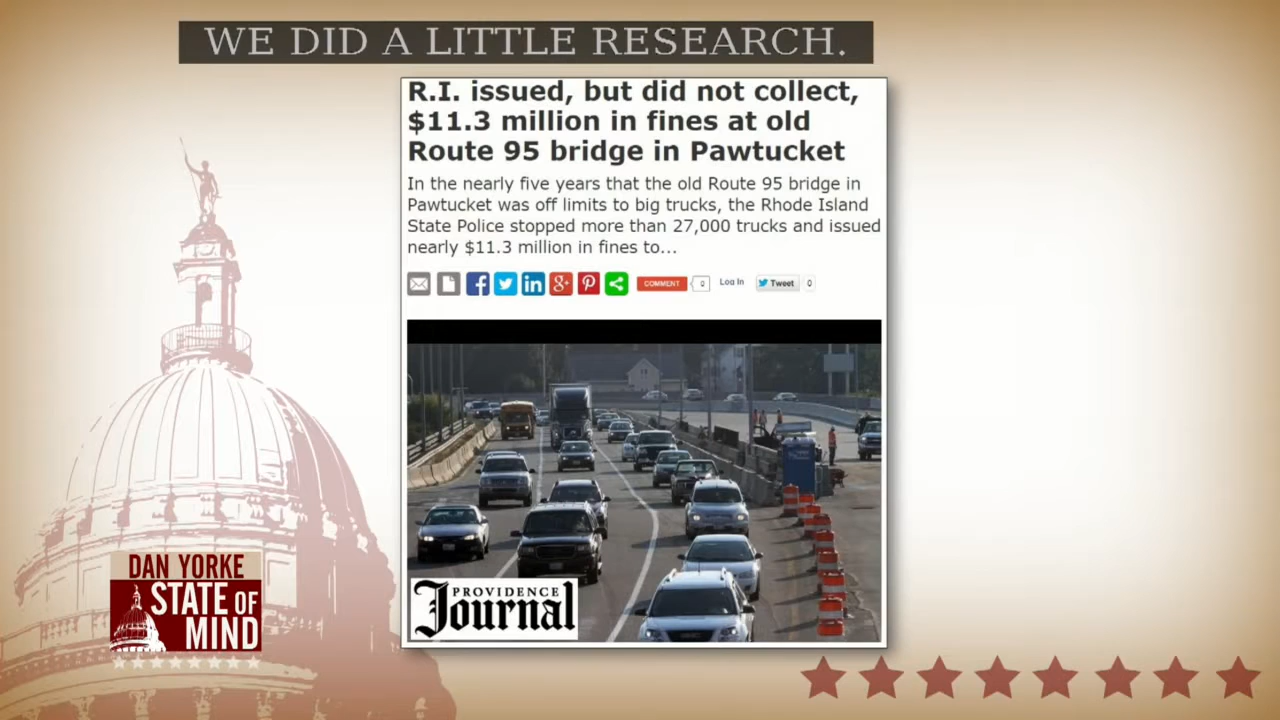 WE DID A LITTLE RESEARCH.
R.I. issued, but did not collect,
$11.3 million in fines at old
Route 95 bridge in Pawtucket
In the nearly five years that the old Route 95 bridge in
Pawtucket was off limits to big trucks, the Rhode Island
State Police stopped more than 27,000 trucks and issued
nearly $11.3 million in fines to...
COMMENT 0 Log In Tweet 0
PROVIDENCE
Journal
DAN YORKE
STATE OF
MIND